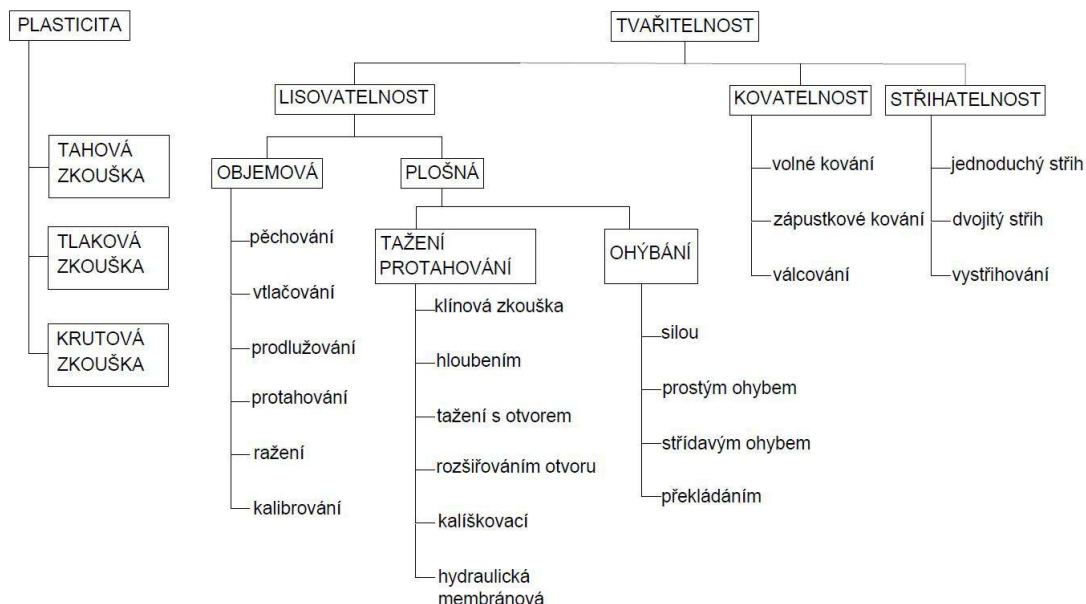 PLASTICITA
TAHOVÁ
ZKOUŠKA
TLAKOVÁ
ZKOUŠKA
KRUTOVÁ
ZKOUŠKA
TVAŘITELNOST
LISOVATELNOST
OBJEMOVÁ
pěchování
vtlačování
prodlužování
protahování
ražení
kalibrování
PLOŠNÁ
TAŽENÍ
PROTAHOVÁNÍ
klínová zkouška
hloubením
tažení s otvorem
rozšiřováním otvoru
kalíškovací
hydraulická
membránová
OHÝBÁNÍ
silou
prostým ohybem
střídavým ohybem
překládáním
KOVATELNOST
volné kování
zápustkové kování
válcování
STŘIHATELNOST
jednoduchý střih
dvojitý střih
vystřihování